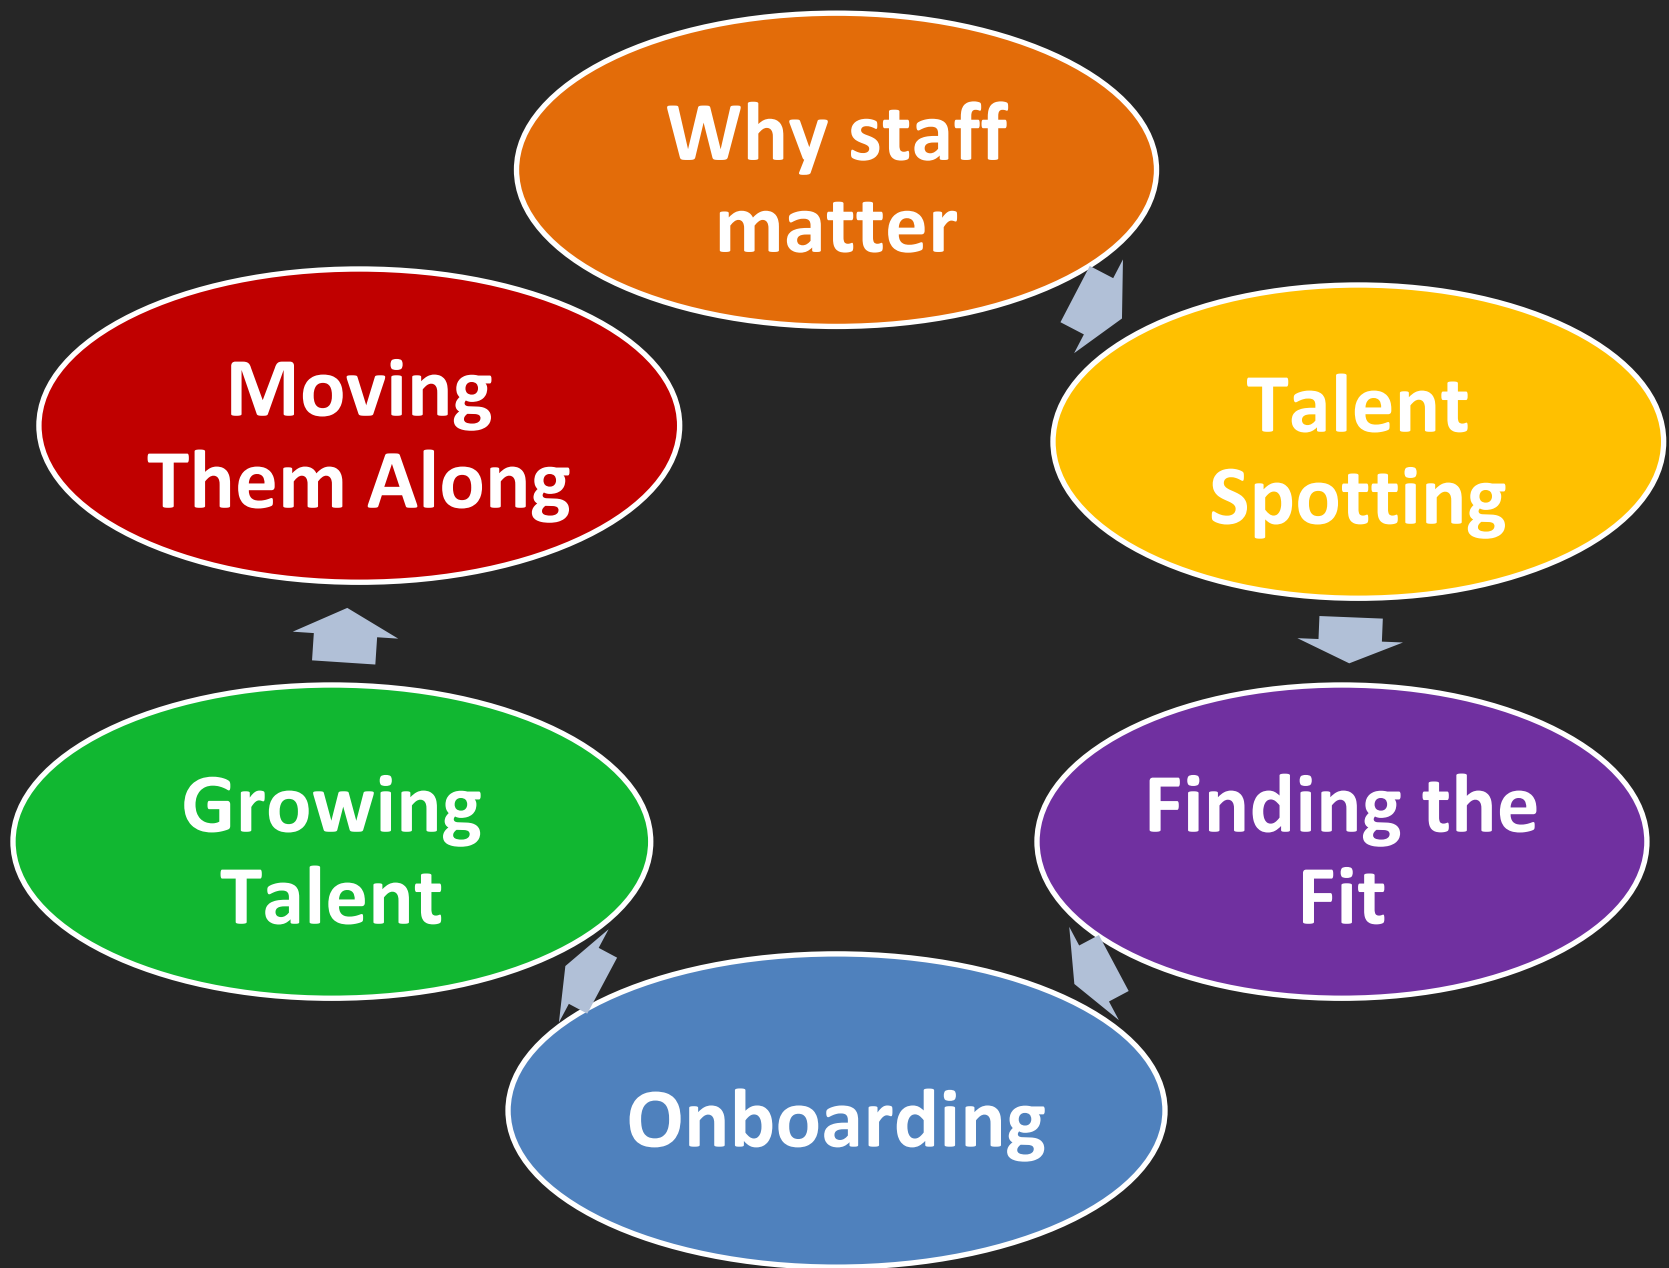 Why staff
matter
Talent
Spotting
Finding the
Fit
Onboarding
Growing
Talent
Moving
Them Along